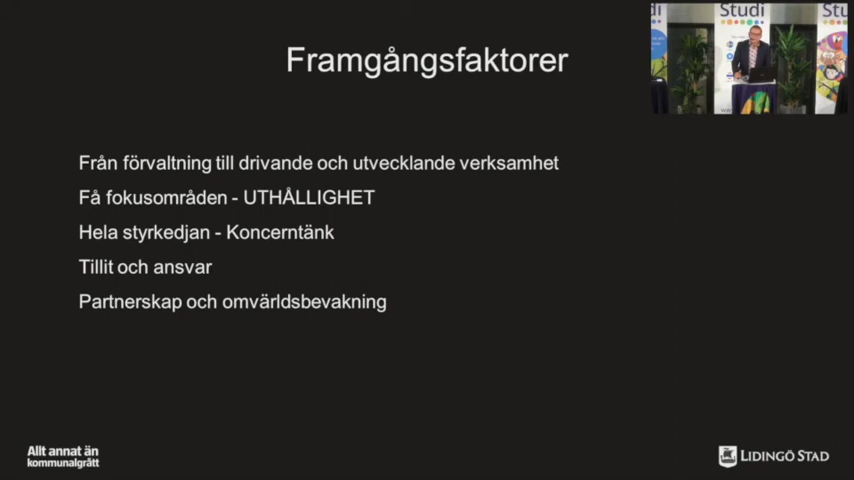 Studi
Framgångsfaktorer
Från förvaltning till drivande och utvecklande verksamhet
Få fokusområden - UTHÅLLIGHET
Hela styrkedjan - Koncerntänk
Tillit och ansvar
Partnerskap och omvärldsbevakning
Allt annat än
kommunalgrått
LIDINGÖ STAD